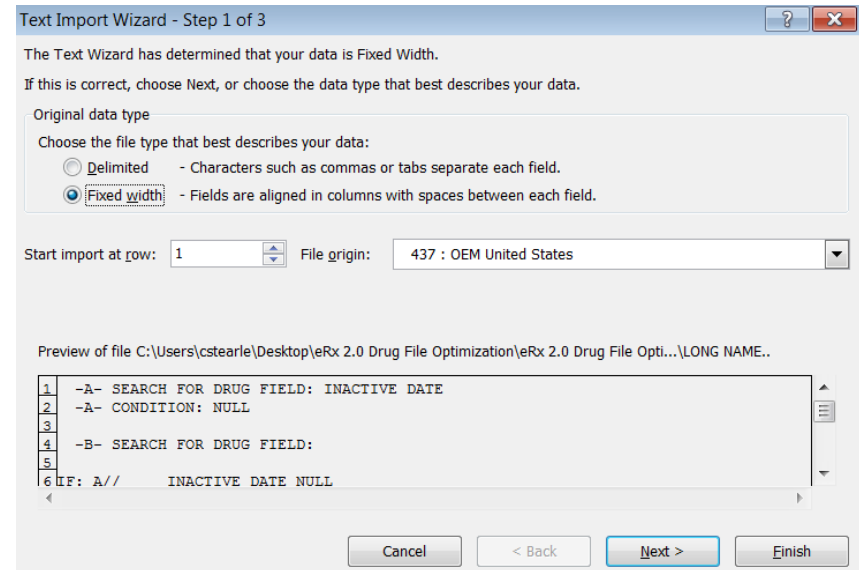 Text Import Wizard - Step 1 of 3
The Text Wizard has determined that your data is Fixed Width.
If this is correct, choose Next, or choose the data type that best describes your data.
Original data type
Choose the file type that best describes your data:
Delimited - Characters such as commas or tabs separate each field.
Fixed width - Fields are aligned in columns with spaces between each field.
Start import at row: 1 File origin: 437 : OEM United States
Preview of file C:\Users\cstearle\Desktop\eRx 2.0 Drug File Optimization\eRx 2.0 Drug File Opti...\LONG NAME..
1 -A- SEARCH FOR DRUG FIELD: INACTIVE DATE
2 -A- CONDITION: NULL
3
4 -B- SEARCH FOR DRUG FIELD:
5
6 IF: A// INACTIVE DATE NULL
Cancel < Back Next > Finish